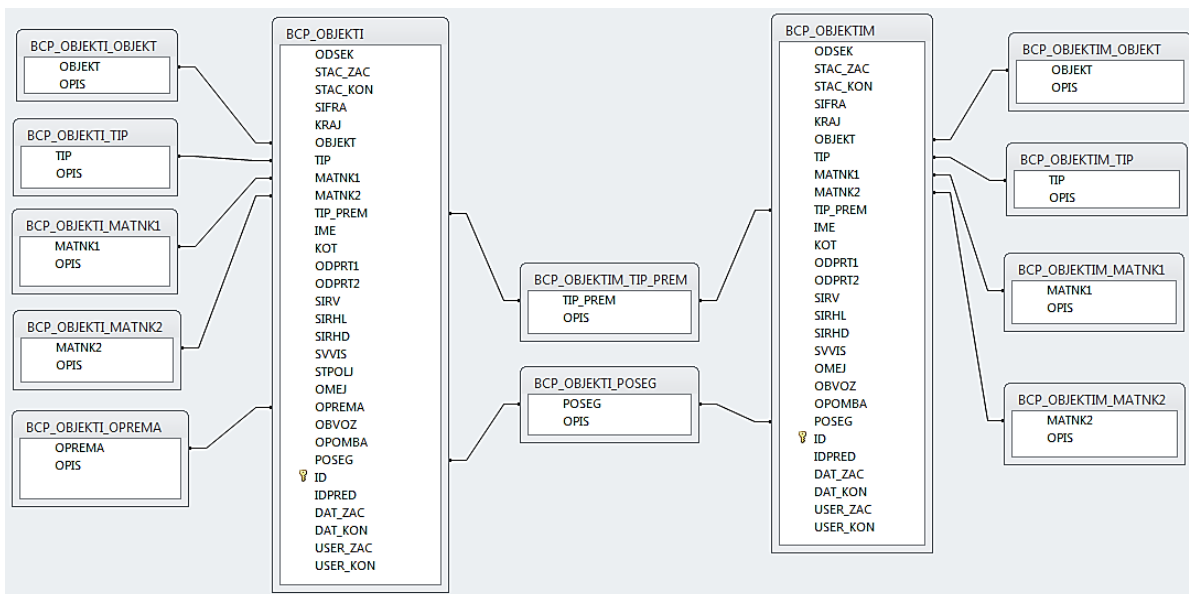 BCP_OBJEKTI_OBJEKT
OBJEKT
OPIS
BCP_OBJEKTI_TIP
TIP
OPIS
BCP_OBJEKTI_MATNK1
MATNK1
OPIS
BCP_OBJEKTI_MATNK2
MATNK2
OPIS
BCP_OBJEKTI_OPREMA
OPREMA
OPIS
BCP_OBJEKTI
ODSEK
STAC_ZAC
STAC_KON
SIFRA
KRAJ
OBJEKT
TIP
MATNK1
MATNK2
TIP_PREM
IME
KOT
ODPRT1
ODPRT2
SIRV
SIRHL
SIRHD
SVVIS
STPOLJ
OMEJ
OPREMA
OBVOZ
OPOMBA
POSEG
ID
IDPRED
DAT_ZAC
DAT_KON
USER_ZAC
USER_KON
BCP_OBJEKTIM_TIP_PREM
TIP_PREM
OPIS
BCP_OBJEKTI_POSEG
POSEG
OPIS
BCP_OBJEKTIM
ODSEK
STAC_ZAC
STAC_KON
SIFRA
KRAJ
OBJEKT
TIP
MATNK1
MATNK2
TIP_PREM
IME
KOT
ODPRT1
ODPRT2
SIRV
SIRHL
SIRHD
SVVIS
OMEJ
OBVOZ
OPOMBA
POSEG
ID
IDPRED
DAT_ZAC
DAT_KON
USER_ZAC
USER_KON
BCP_OBJEKTIM_OBJEKT
OBJEKT
OPIS
BCP_OBJEKTIM_TIP
TIP
OPIS
BCP_OBJEKTIM_MATNK1
MATNK1
OPIS
BCP_OBJEKTIM_MATNK2
MATNK2
OPIS